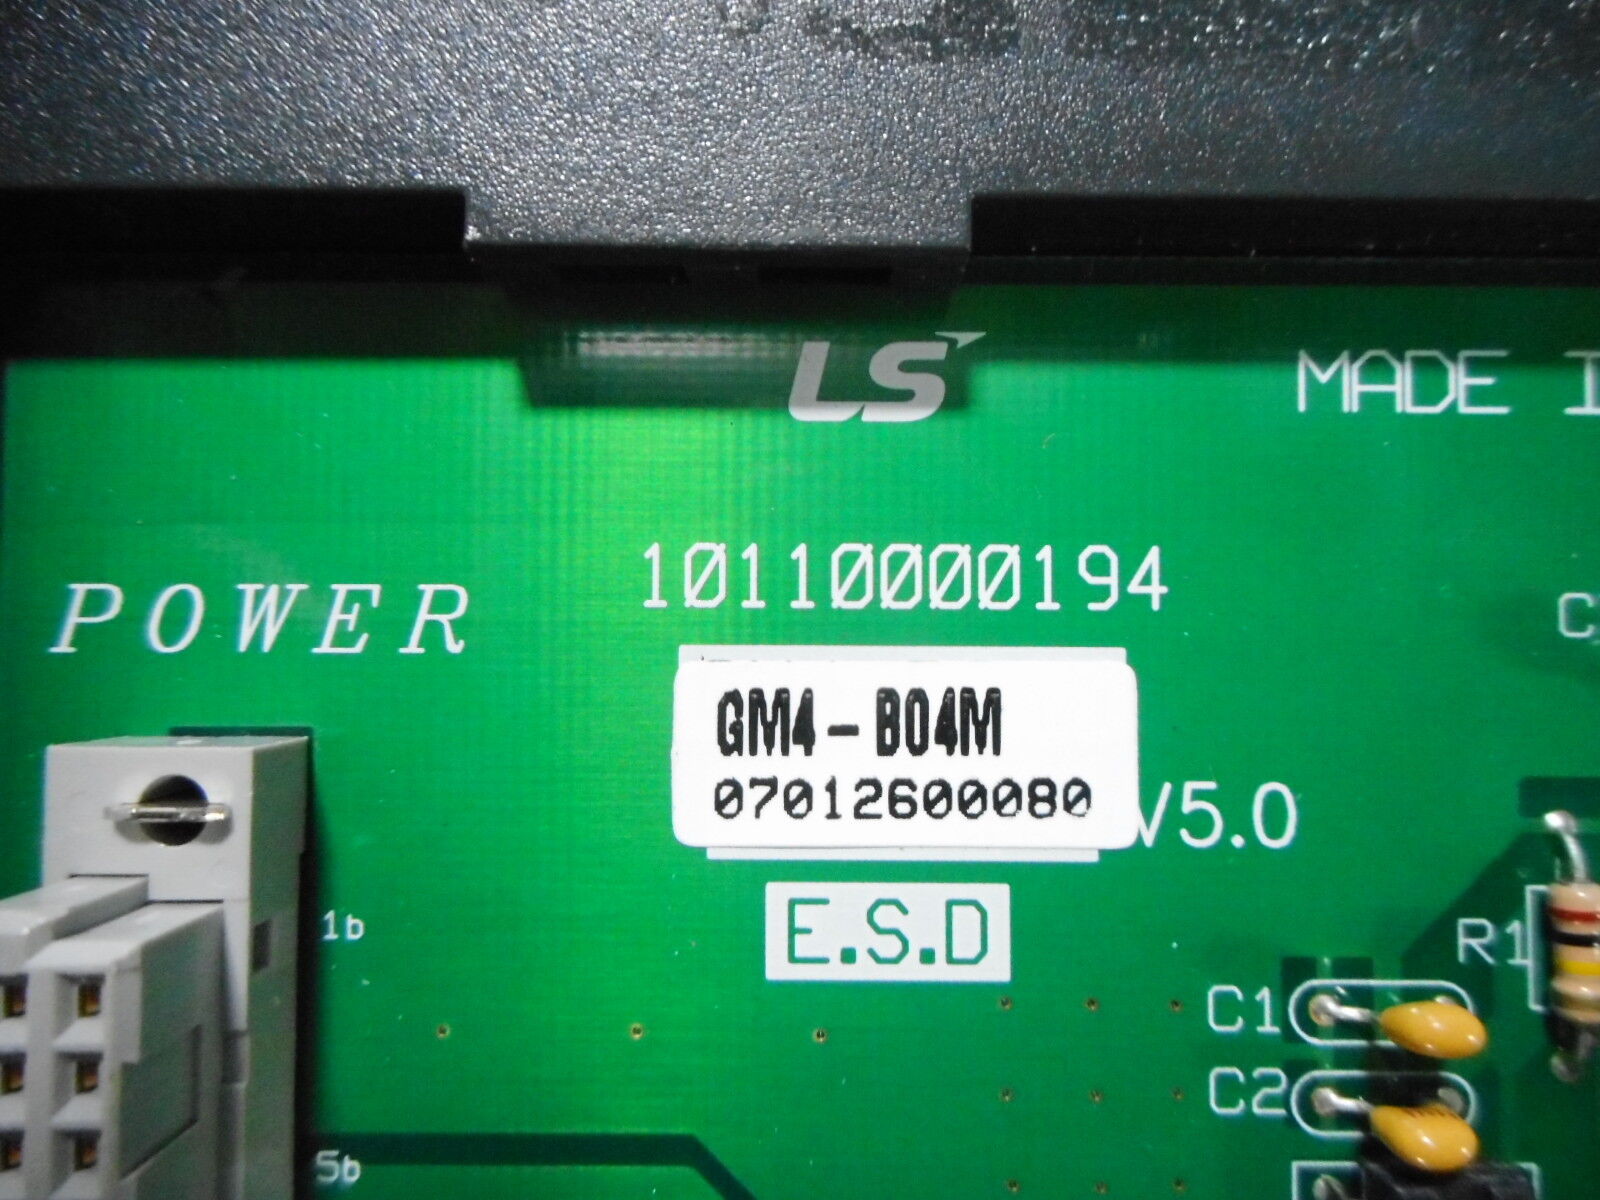 LS
MADE I
10110000194
POWER
GM4-B04M
07012600080
V5.0
E.S.D
1b
R1
C1
C2
5b